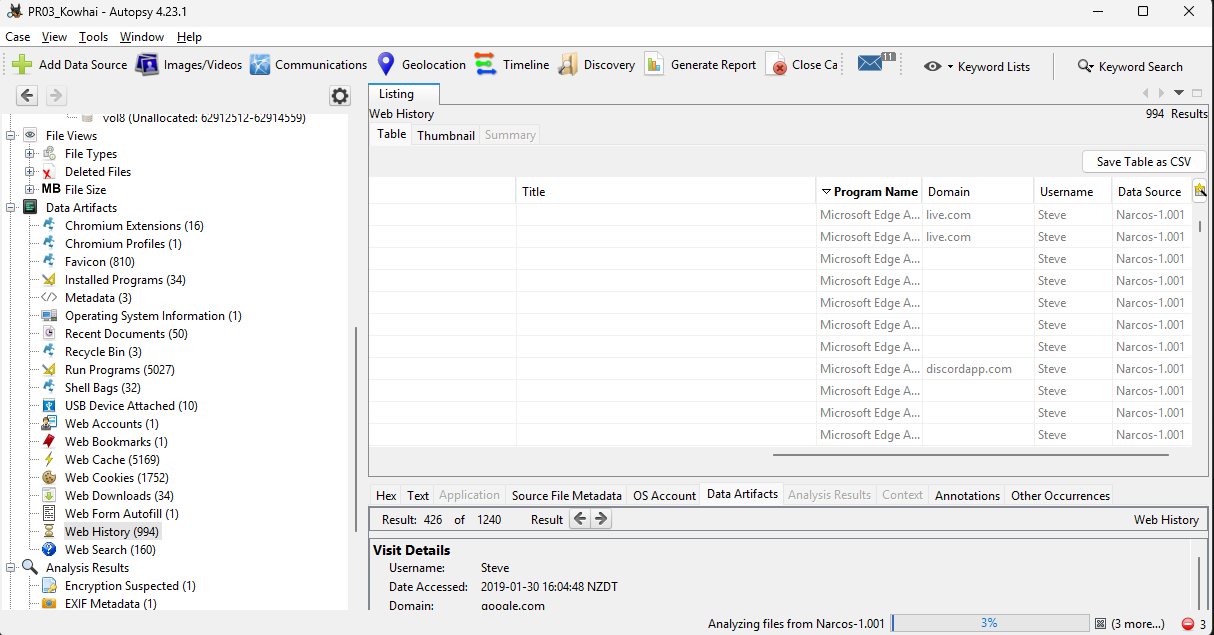 PR03_Kowhai - Autopsy 4.23.1
Case View Tools Window Help
Add Data Source Images/Videos Communications Geolocation Timeline Discovery Generate Report Close Ca 11 Keyword Lists Keyword Search
vol8 (Unallocated: 62912512-62914559)
File Views
File Types
Deleted Files
MB File Size
Data Artifacts
Chromium Extensions (16)
Chromium Profiles (1)
Favicon (810)
Installed Programs (34)
Metadata (3)
Operating System Information (1)
Recent Documents (50)
Recycle Bin (3)
Run Programs (5027)
Shell Bags (32)
USB Device Attached (10)
Web Accounts (1)
Web Bookmarks (1)
Web Cache (5169)
Web Cookies (1752)
Web Downloads (34)
Web Form Autofill (1)
Web History (994)
Web Search (160)
Analysis Results
Encryption Suspected (1)
EXIF Metadata (1)
Listing
Web History 994 Results
Table Thumbnail Summary
Save Table as CSV
Title Program Name Domain Username Data Source
Microsoft Edge A... live.com Steve Narcos-1.001
Microsoft Edge A... live.com Steve Narcos-1.001
Microsoft Edge A... Steve Narcos-1.001
Microsoft Edge A... Steve Narcos-1.001
Microsoft Edge A... Steve Narcos-1.001
Microsoft Edge A... Steve Narcos-1.001
Microsoft Edge A... Steve Narcos-1.001
Microsoft Edge A... discordapp.com Steve Narcos-1.001
Microsoft Edge A... Steve Narcos-1.001
Microsoft Edge A... Steve Narcos-1.001
Microsoft Edge A... Steve Narcos-1.001
Hex Text Application Source File Metadata OS Account Data Artifacts Analysis Results Context Annotations Other Occurrences
Result: 426 of 1240 Result Web History
Visit Details
Username: Steve
Date Accessed: 2019-01-30 16:04:48 NZDT
Domain: google.com
Analyzing files from Narcos-1.001 3% (3 more...) 3